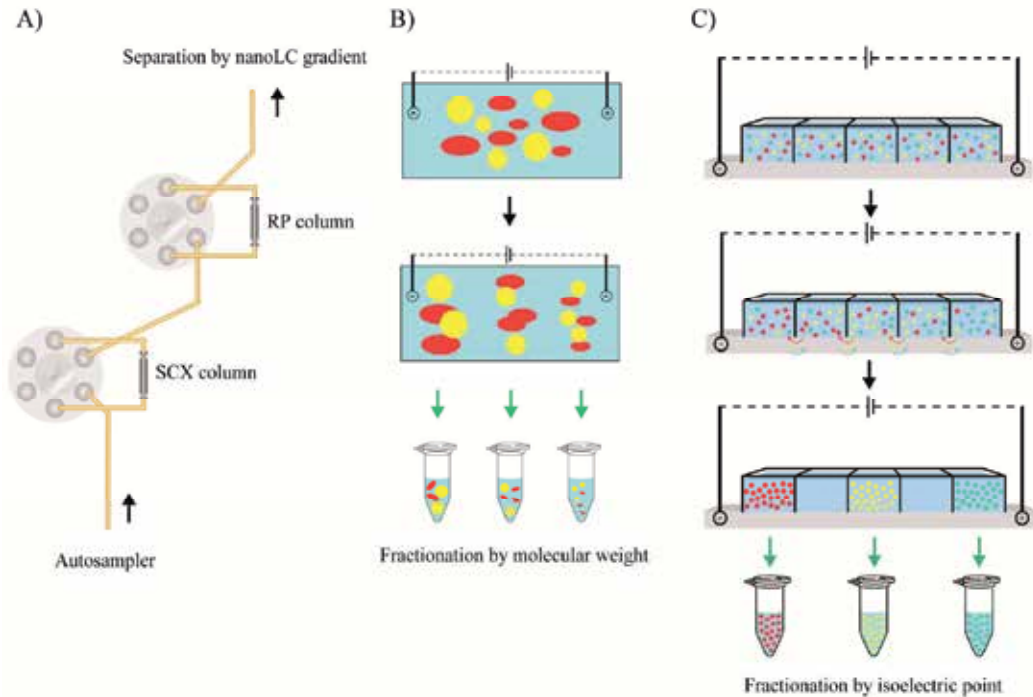 A)
Separation by nanoLC gradient
RP column
SCX column
Autosampler
B)
Fractionation by molecular weight
C)
Fractionation by isoelectric point